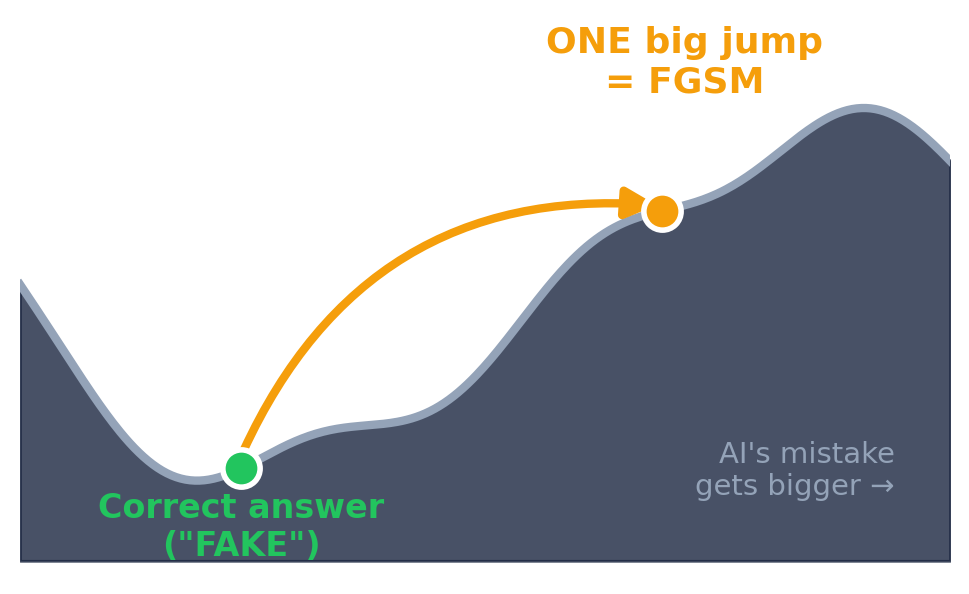 ONE big jump
= FGSM
AI's mistake
gets bigger →
Correct answer
("FAKE")